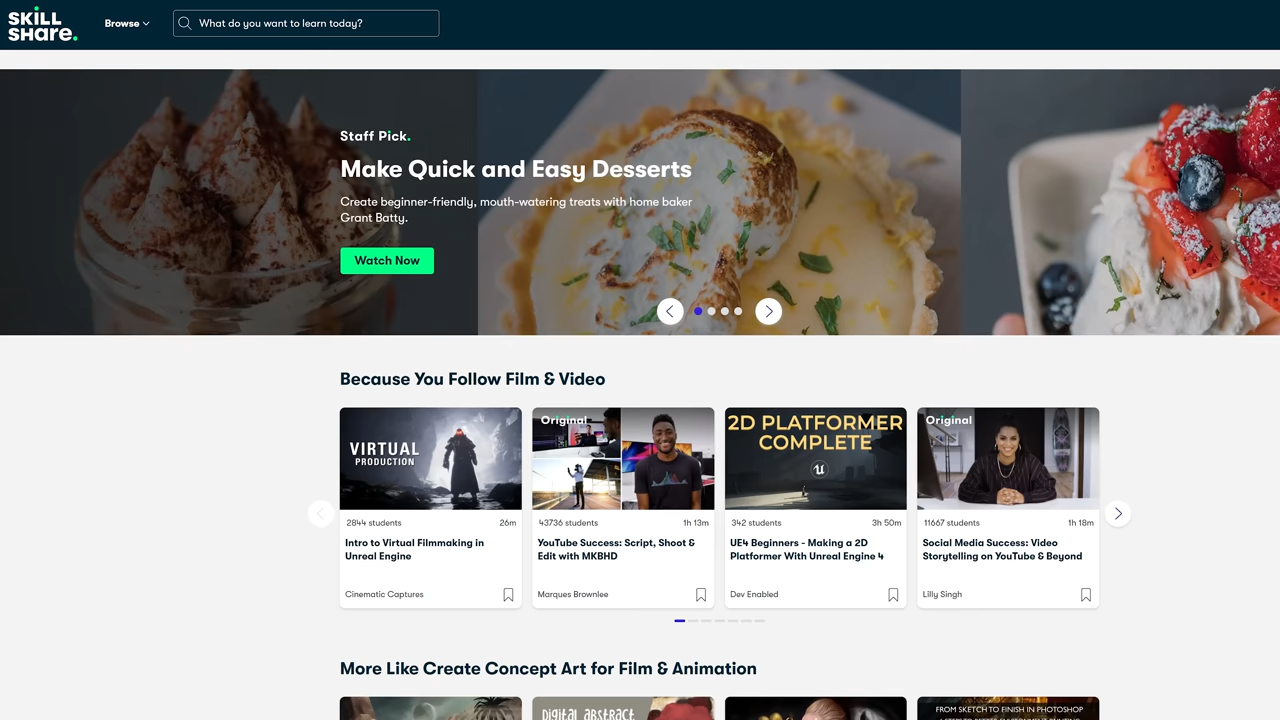 SKILL
SHare.
Browse
What do you want to learn today?
Staff Pick.
Make Quick and Easy Desserts
Create beginner-friendly, mouth-watering treats with home baker
Grant Batty.
Watch Now
Because You Follow Film & Video
VIRTUAL
PRODUCTION
2844 students
26m
Intro to Virtual Filmmaking in
Unreal Engine
Cinematic Captures
Original
43736 students
1h 13m
YouTube Success: Script, Shoot &
Edit with MKBHD
Marques Brownlee
2D PLATFORMER
COMPLETE
342 students
3h 50m
UE4 Beginners - Making a 2D
Platformer With Unreal Engine 4
Dev Enabled
Original
11667 students
1h 18m
Social Media Success: Video
Storytelling on YouTube & Beyond
Lilly Singh
More Like Create Concept Art for Film & Animation
DIGITAL ABSTRACT
FROM SKETCH TO FINISH IN PHOTOSHOP